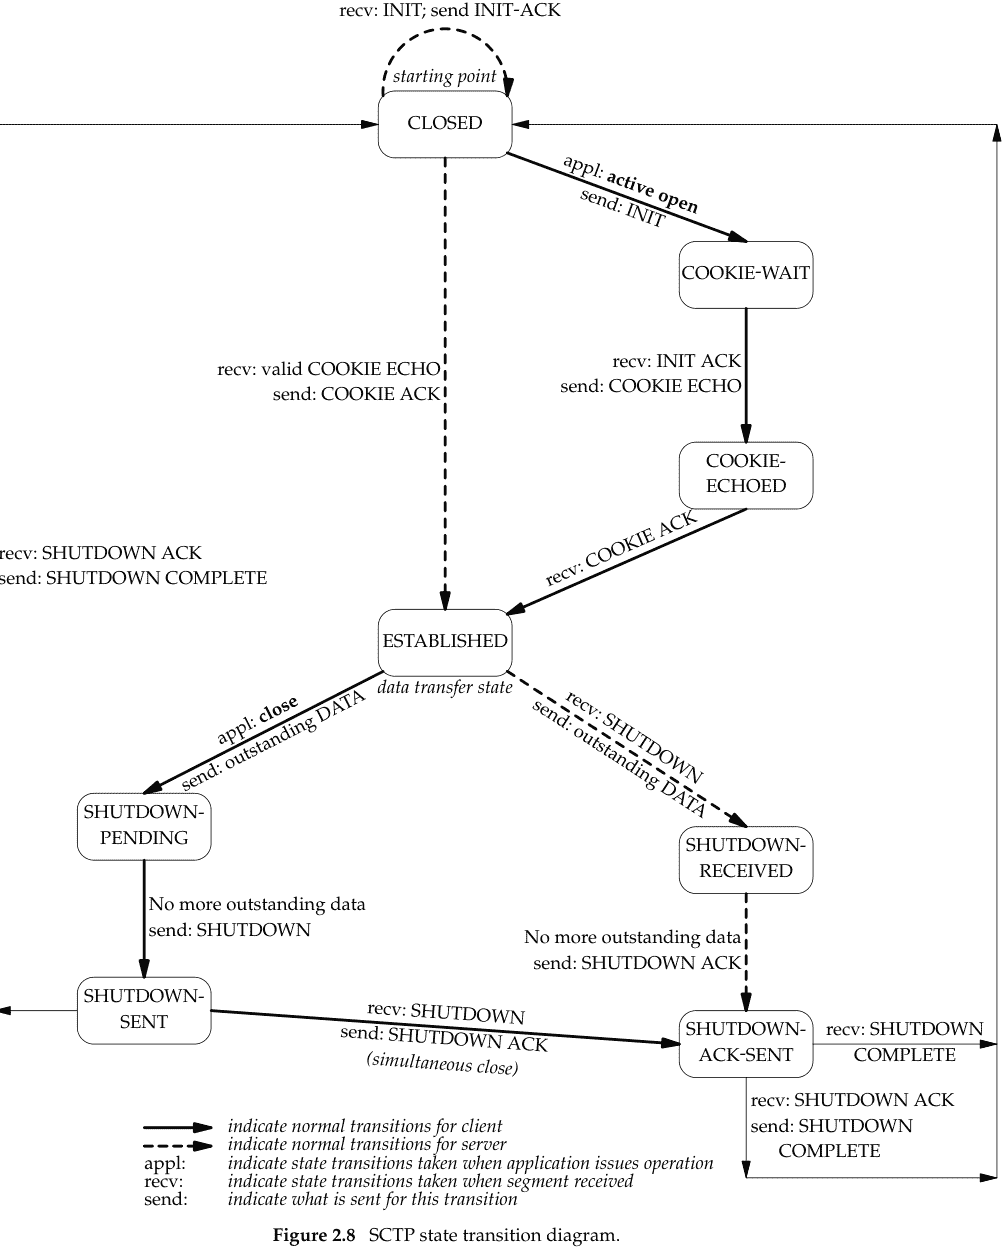 recv: INIT; send INIT-ACK
starting point
CLOSED
appl: active open
send: INIT
COOKIE-WAIT
recv: valid COOKIE ECHO
send: COOKIE ACK
recv: INIT ACK
send: COOKIE ECHO
COOKIE-
ECHOED
recv: COOKIE ACK
recv: SHUTDOWN ACK
send: SHUTDOWN COMPLETE
ESTABLISHED
data transfer state
appl: close
send: outstanding DATA
recv: SHUTDOWN
send: outstanding DATA
SHUTDOWN-
PENDING
SHUTDOWN-
RECEIVED
No more outstanding data
send: SHUTDOWN
No more outstanding data
send: SHUTDOWN ACK
SHUTDOWN-
SENT
recv: SHUTDOWN
send: SHUTDOWN ACK
(simultaneous close)
SHUTDOWN-
ACK-SENT
recv: SHUTDOWN
COMPLETE
recv: SHUTDOWN ACK
send: SHUTDOWN
COMPLETE
indicate normal transitions for client
indicate normal transitions for server
appl: indicate state transitions taken when application issues operation
recv: indicate state transitions taken when segment received
send: indicate what is sent for this transition
Figure 2.8 SCTP state transition diagram.